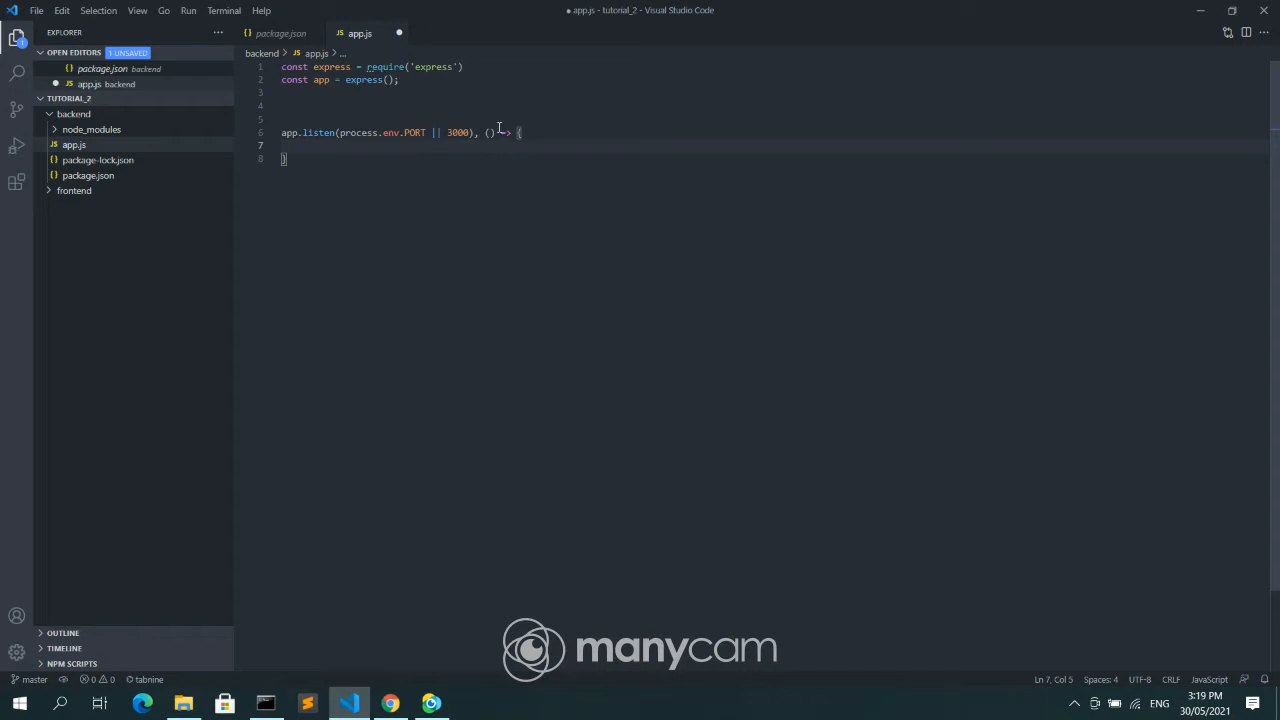 File Edit Selection View Go Run Terminal Help
● app.js - tutorial_2 - Visual Studio Code
EXPLORER
package.json
app.js
OPEN EDITORS 1 UNSAVED
package.json backend
app.js backend
TUTORIAL_2
backend
node_modules
app.js
package-lock.json
package.json
frontend
OUTLINE
TIMELINE
NPM SCRIPTS
backend > JS app.js > ...
1 const express = require('express')
2 const app = express();
3
4
5
6 app.listen(process.env.PORT || 3000), () => {
7
8 }
manycam
master
0 0
tabnine
Ln 7, Col 5 Spaces: 4 UTF-8 CRLF JavaScript
ENG
3:19 PM
30/05/2021